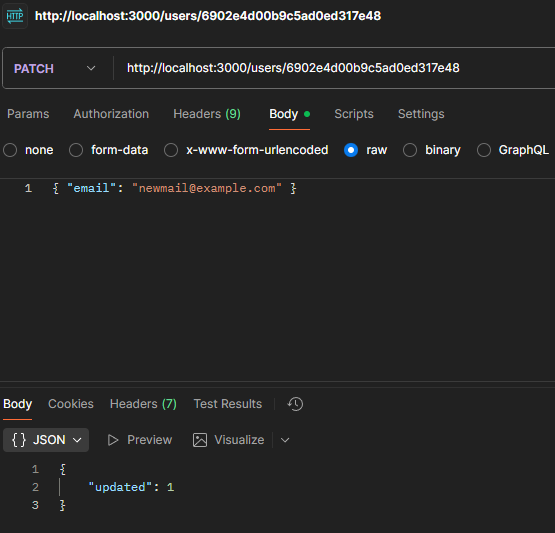 HTTP http://localhost:3000/users/6902e4d00b9c5ad0ed317e48
PATCH http://localhost:3000/users/6902e4d00b9c5ad0ed317e48
Params Authorization Headers (9) Body Scripts Settings
none form-data x-www-form-urlencoded raw binary GraphQL
1 { "email": "newmail@example.com" }
Body Cookies Headers (7) Test Results
{} JSON Preview Visualize
1 {
2 "updated": 1
3 }